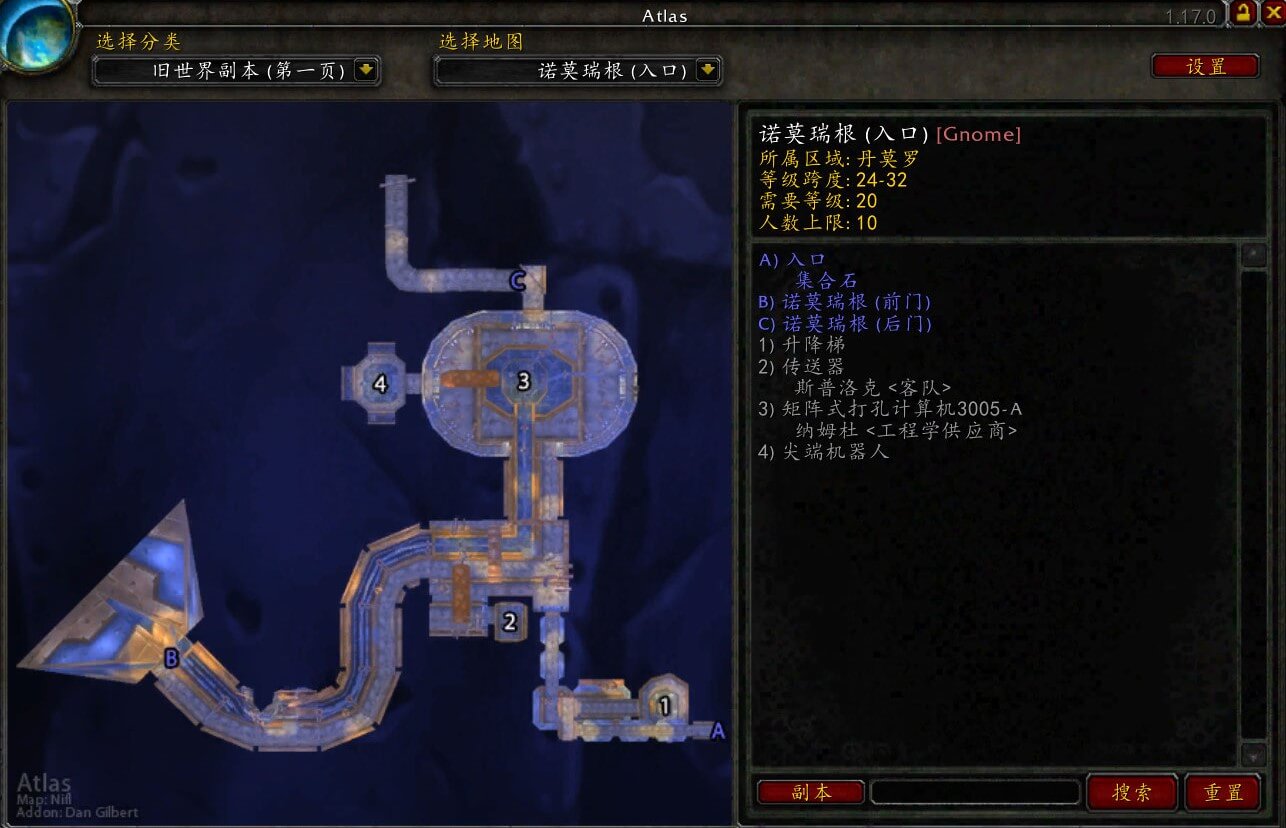 Atlas
1.17.0
选择分类
选择地图
旧世界副本 (第一页)
诺莫瑞根 (入口)
设置
诺莫瑞根 (入口) [Gnome]
所属区域: 丹莫罗
等级跨度: 24-32
需要等级: 20
人数上限: 10
A) 入口
集合石
B) 诺莫瑞根 (前门)
C) 诺莫瑞根 (后门)
1) 升降梯
2) 传送器
斯普洛克 <客队>
3) 矩阵式打孔计算机3005-A
纳姆杜 <工程学供应商>
4) 尖端机器人
C
4
3
2
B
1
A
Atlas
Map: Nifl
Addon: Dan Gilbert
副本
搜索
重置